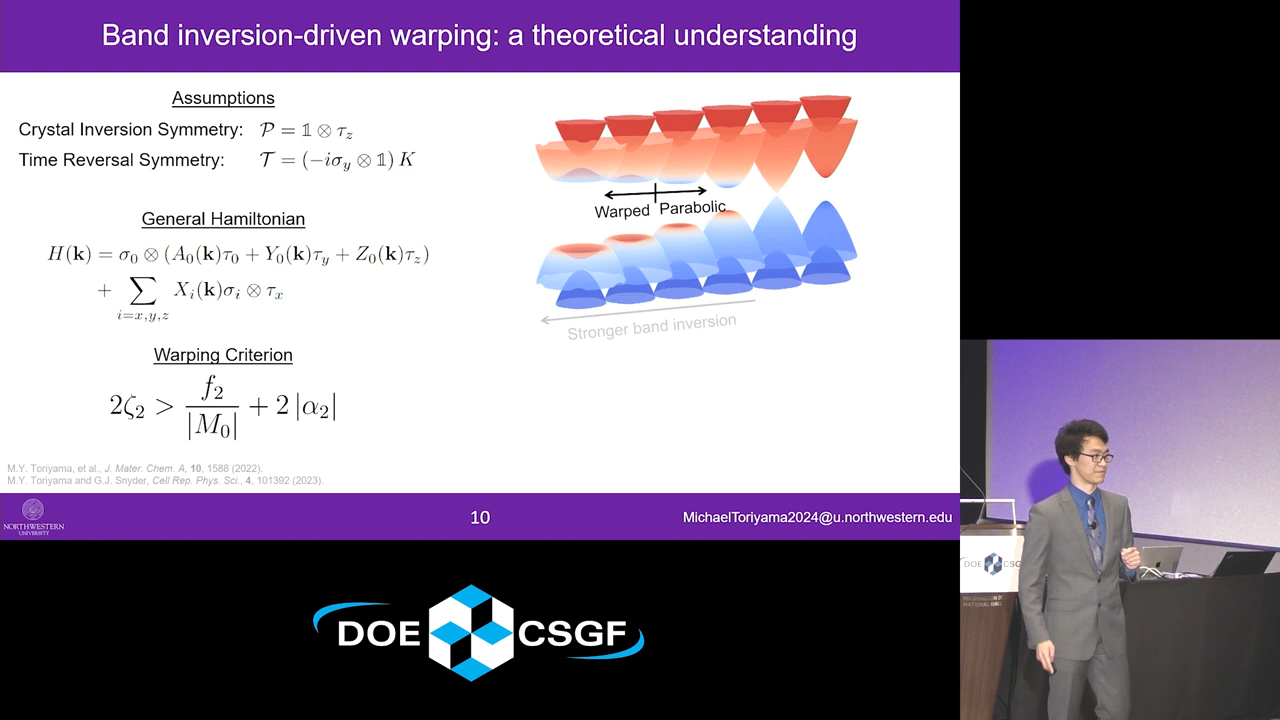 Band inversion-driven warping: a theoretical understanding
Assumptions
Crystal Inversion Symmetry: 𝒫 = 𝟙 ⊗ τ_z
Time Reversal Symmetry: 𝒯 = (−iσ_y ⊗ 𝟙) K
General Hamiltonian
H(𝐤) = σ_0 ⊗ (A_0(𝐤)τ_0 + Y_0(𝐤)τ_y + Z_0(𝐤)τ_z)
+ ∑_{i=x,y,z} X_i(𝐤)σ_i ⊗ τ_x
Warping Criterion
2ζ_2 > f_2/|M_0| + 2|α_2|
Warped Parabolic
Stronger band inversion
M.Y. Toriyama, et al., J. Mater. Chem. A, 10, 1588 (2022).
M.Y. Toriyama and G.J. Snyder, Cell Rep. Phys. Sci., 4, 101392 (2023).
NORTHWESTERN
UNIVERSITY
10
MichaelToriyama2024@u.northwestern.edu
DOE CSGF
DOE CSG